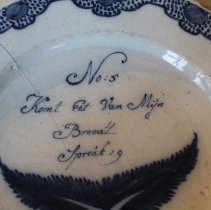 No: 5
Komt Eet Van Mijn
Broodt
Spreuk: 9